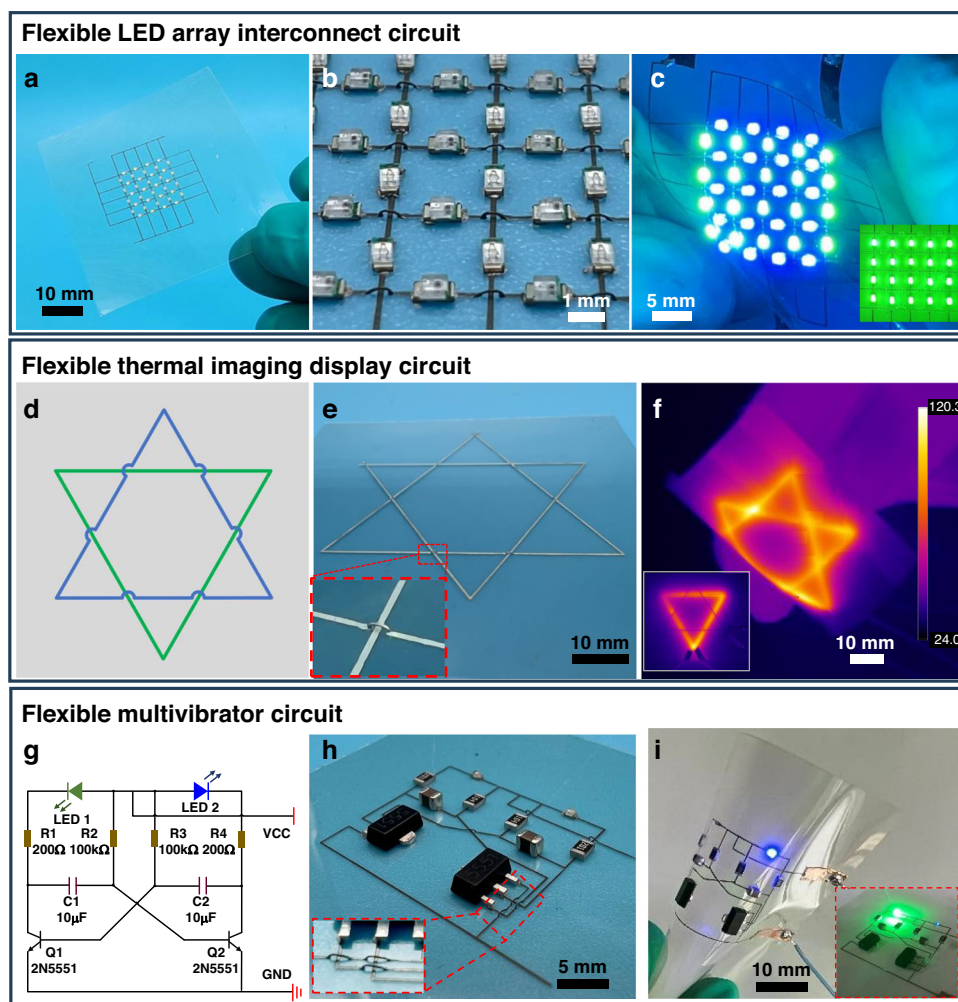 Flexible LED array interconnect circuit
a
10 mm
b
1 mm
c
5 mm
Flexible thermal imaging display circuit
d
e
10 mm
f
120.3
24.0
10 mm
Flexible multivibrator circuit
g
LED 1
LED 2
VCC
R1
200Ω
R2
100kΩ
R3
100kΩ
R4
200Ω
C1
10μF
C2
10μF
Q1
2N5551
Q2
2N5551
GND
h
5 mm
i
10 mm